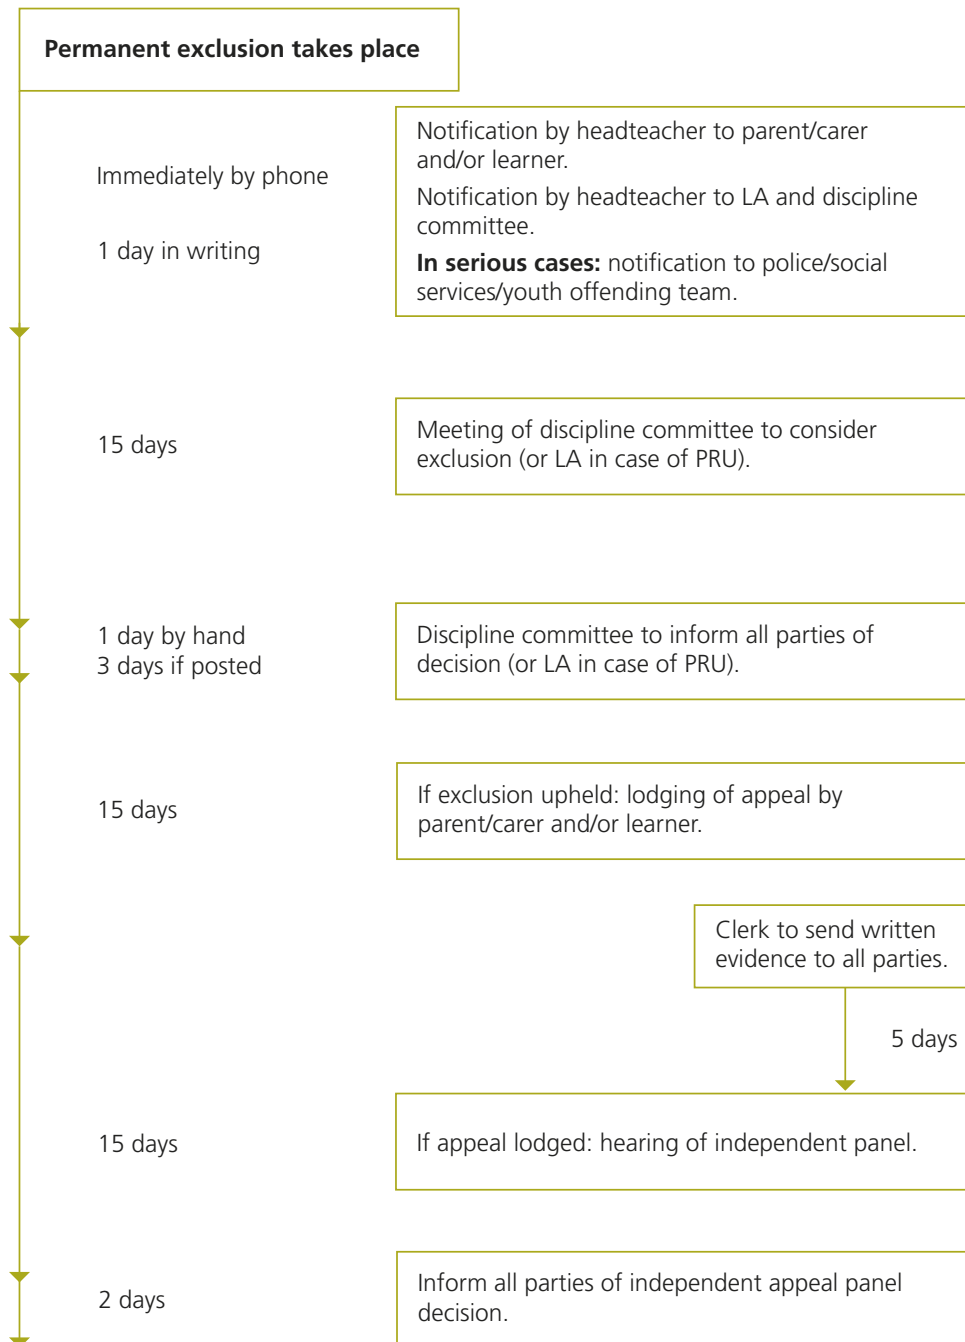 Permanent exclusion takes place
Immediately by phone
1 day in writing
Notification by headteacher to parent/carer
and/or learner.
Notification by headteacher to LA and discipline
committee.
In serious cases: notification to police/social
services/youth offending team.
15 days
Meeting of discipline committee to consider
exclusion (or LA in case of PRU).
1 day by hand
3 days if posted
Discipline committee to inform all parties of
decision (or LA in case of PRU).
15 days
If exclusion upheld: lodging of appeal by
parent/carer and/or learner.
Clerk to send written
evidence to all parties.
5 days
15 days
If appeal lodged: hearing of independent panel.
2 days
Inform all parties of independent appeal panel
decision.